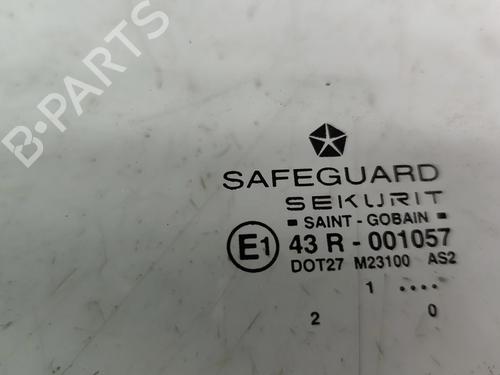 B-PARTS
SAFEGUARD
SEKURIT
SAINT - GOBAIN
E1 43 R - 001057
DOT27 M23100 AS2
1 ....
2 0